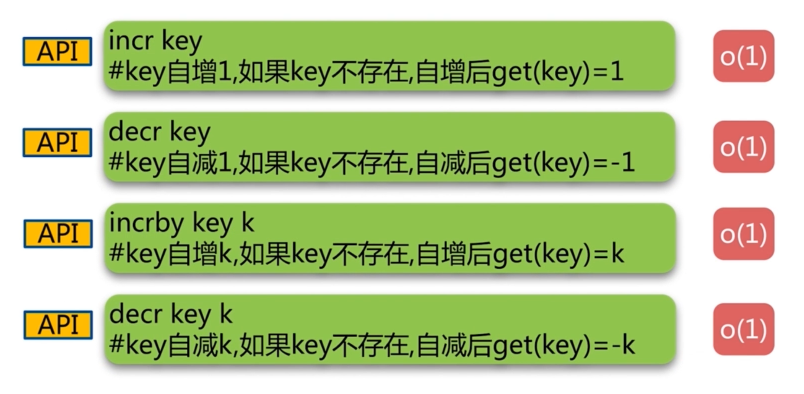 API
incr key
#key自增1,如果key不存在,自增后get(key)=1
o(1)
API
decr key
#key自减1,如果key不存在,自减后get(key)=-1
o(1)
API
incrby key k
#key自增k,如果key不存在,自增后get(key)=k
o(1)
API
decr key k
#key自减k,如果key不存在,自减后get(key)=-k
o(1)